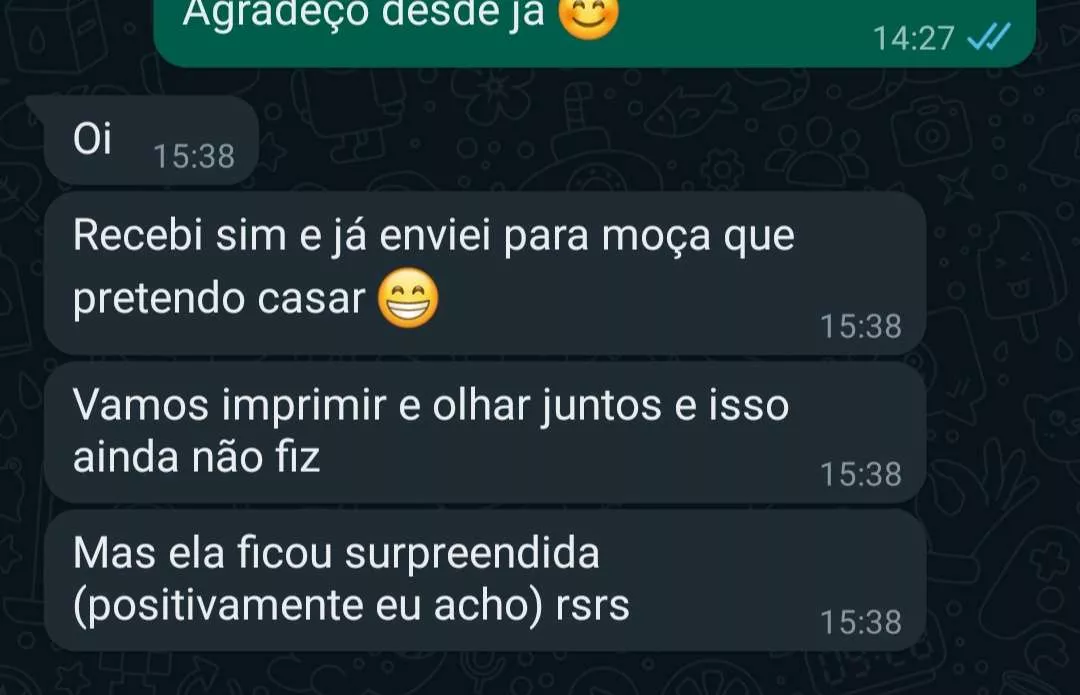 Agradeço desde já 😊
14:27
Oi
15:38
Recebi sim e já enviei para moça que
pretendo casar 😁
15:38
Vamos imprimir e olhar juntos e isso
ainda não fiz
15:38
Mas ela ficou surpreendida
(positivamente eu acho) rsrs
15:38